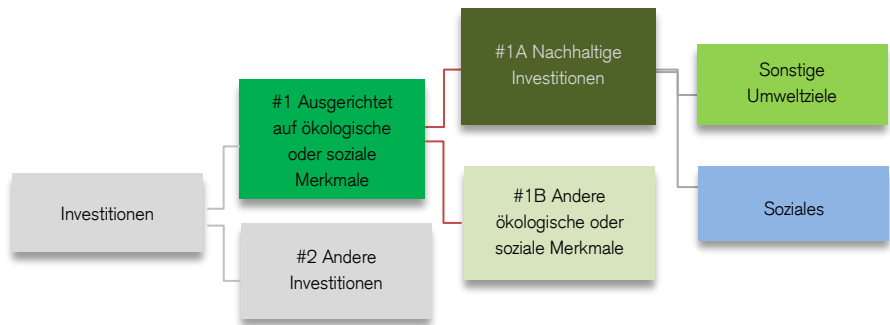 Investitionen
#1 Ausgerichtet
auf ökologische
oder soziale
Merkmale
#2 Andere
Investitionen
#1A Nachhaltige
Investitionen
#1B Andere
ökologische oder
soziale Merkmale
Sonstige
Umweltziele
Soziales